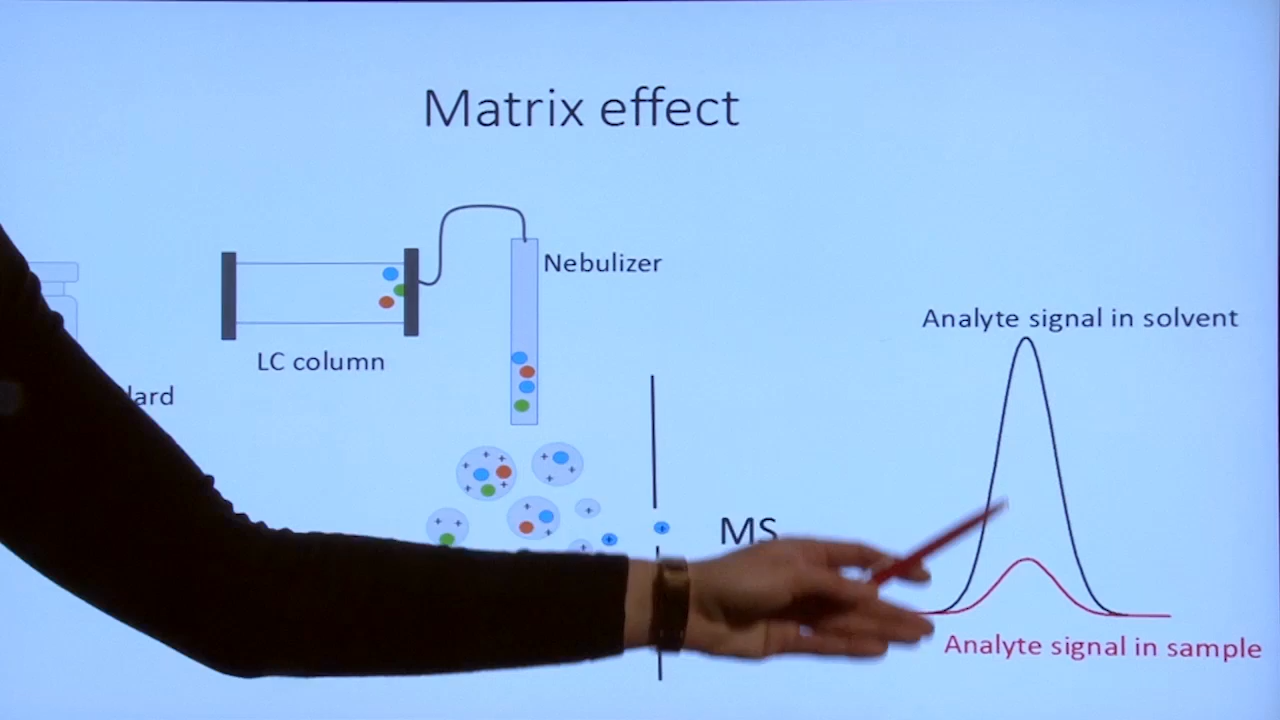 Matrix effect
Nebulizer
Analyte signal in solvent
LC column
MS
Analyte signal in sample